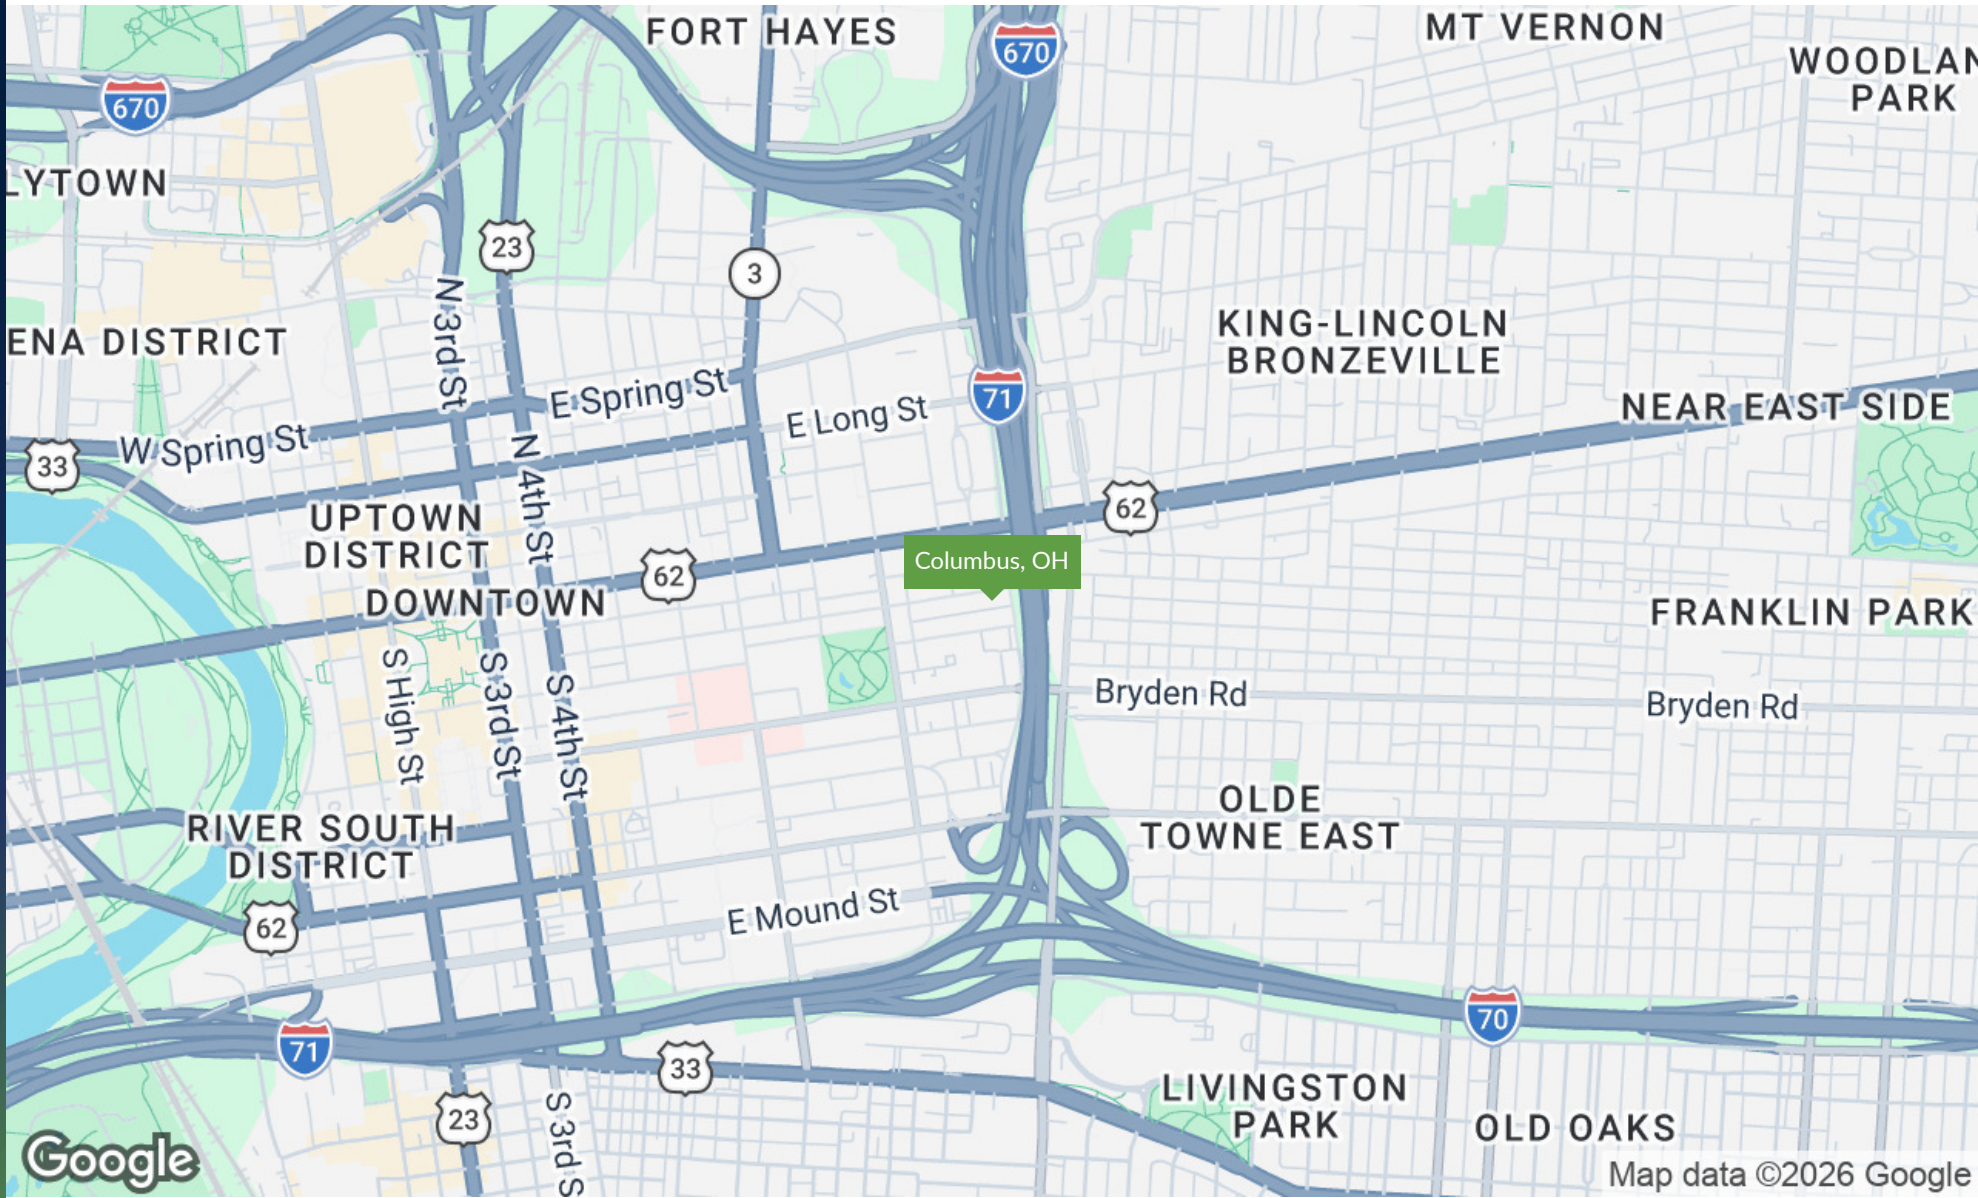 FORT HAYES
670
MT VERNON
WOODLAN
PARK
670
LYTOWN
23
3
N 3rd St
ENA DISTRICT
KING-LINCOLN
BRONZEVILLE
71
E Spring St
E Long St
NEAR EAST SIDE
W Spring St
33
N 4th St
62
UPTOWN
DISTRICT
Columbus, OH
62
DOWNTOWN
FRANKLIN PARK
S High St
S 3rd St
S 4th St
Bryden Rd
Bryden Rd
OLDE
TOWNE EAST
RIVER SOUTH
DISTRICT
E Mound St
62
70
71
33
LIVINGSTON
PARK
OLD OAKS
23
S 3rd S
Google
Map data ©2026 Google